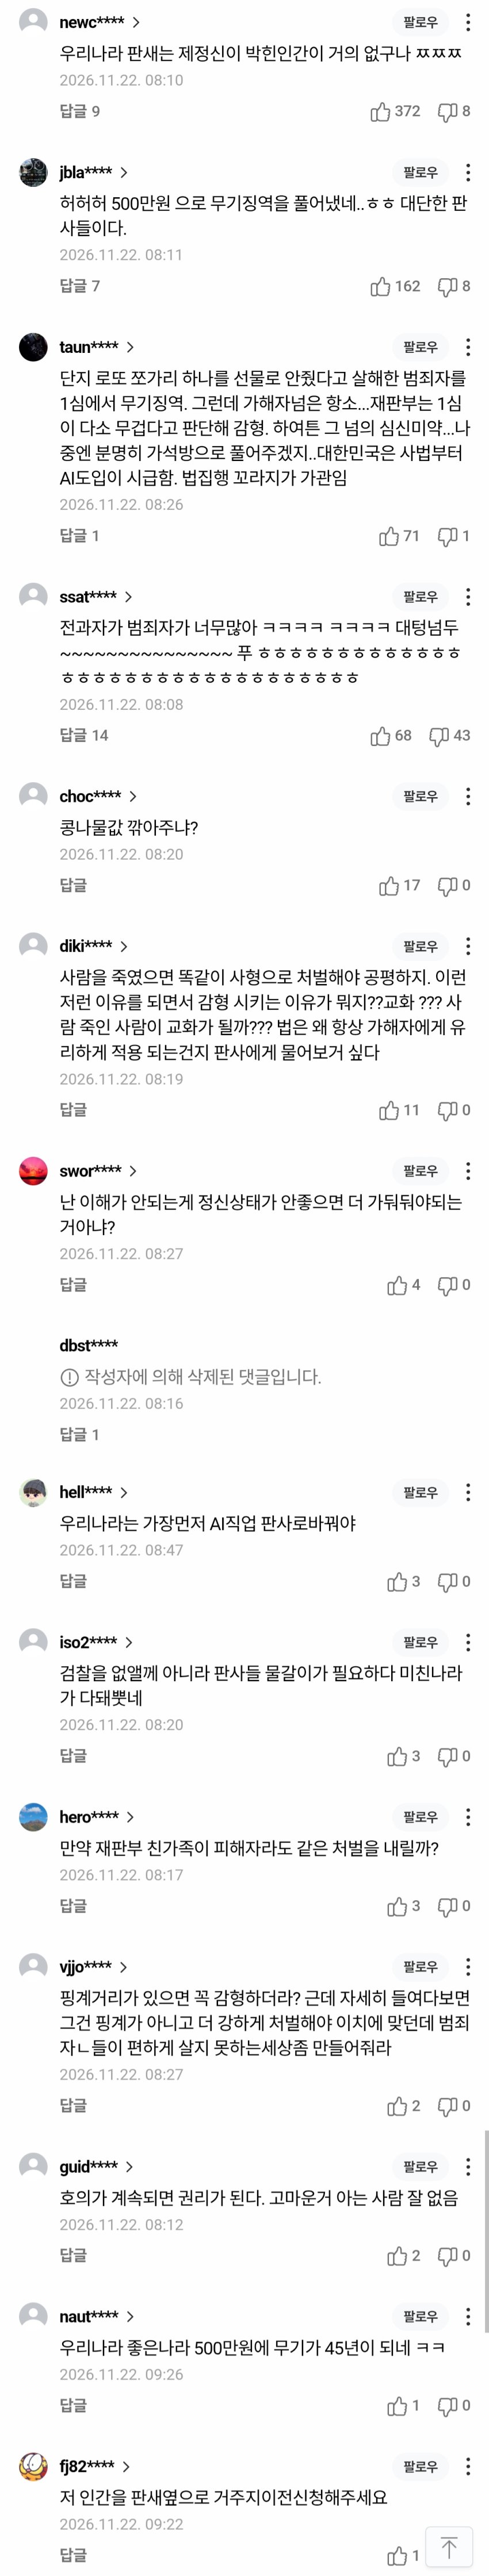 newc****
팔로우
우리나라 판새는 제정신이 박힌인간이 거의 없구나 ㅉㅉㅉ
2026.11.22. 08:10
답글 9
372 8
jbla****
팔로우
허허허 500만원 으로 무기징역을 풀어냈네..ㅎㅎ 대단한 판
사들이다.
2026.11.22. 08:11
답글 7
162 8
taun****
팔로우
단지 로또 쪼가리 하나를 선물로 안줬다고 살해한 범죄자를
1심에서 무기징역. 그런데 가해자넘은 항소...재판부는 1심
이 다소 무겁다고 판단해 감형. 하여튼 그 넘의 심신미약...나
중엔 분명히 가석방으로 풀어주겠지..대한민국은 사법부터
AI도입이 시급함. 법집행 꼬라지가 가관임
2026.11.22. 08:26
답글 1
71 1
ssat****
팔로우
전과자가 범죄자가 너무많아 ㅋㅋㅋㅋ ㅋㅋㅋㅋ 대텅넘두
~~~~~~~~~~~~~~~ 푸 ㅎㅎㅎㅎㅎㅎㅎㅎㅎㅎㅎㅎㅎ
ㅎㅎㅎㅎㅎㅎㅎㅎㅎㅎㅎㅎㅎㅎㅎㅎㅎㅎㅎ
2026.11.22. 08:08
답글 14
68 43
choc****
팔로우
콩나물값 깎아주냐?
2026.11.22. 08:20
답글
17 0
diki****
팔로우
사람을 죽였으면 똑같이 사형으로 처벌해야 공평하지. 이런
저런 이유를 되면서 감형 시키는 이유가 뭐지??교화 ??? 사
람 죽인 사람이 교화가 될까??? 법은 왜 항상 가해자에게 유
리하게 적용 되는건지 판사에게 물어보거 싶다
2026.11.22. 08:19
답글
11 0
swor****
팔로우
난 이해가 안되는게 정신상태가 안좋으면 더 가둬둬야되는
거아냐?
2026.11.22. 08:27
답글
4 0
dbst****
작성자에 의해 삭제된 댓글입니다.
2026.11.22. 08:16
답글 1
hell****
팔로우
우리나라는 가장먼저 AI직업 판사로바꿔야
2026.11.22. 08:47
답글
3 0
iso2****
팔로우
검찰을 없앨께 아니라 판사들 물갈이가 필요하다 미친나라
가 다돼뿟네
2026.11.22. 08:20
답글
3 0
hero****
팔로우
만약 재판부 친가족이 피해자라도 같은 처벌을 내릴까?
2026.11.22. 08:17
답글
3 0
vjjo****
팔로우
핑계거리가 있으면 꼭 감형하더라? 근데 자세히 들여다보면
그건 핑계가 아니고 더 강하게 처벌해야 이치에 맞던데 범죄
자ㄴ들이 편하게 살지 못하는세상좀 만들어줘라
2026.11.22. 08:27
답글
2 0
guid****
팔로우
호의가 계속되면 권리가 된다. 고마운거 아는 사람 잘 없음
2026.11.22. 08:12
답글
2 0
naut****
팔로우
우리나라 좋은나라 500만원에 무기가 45년이 되네 ㅋㅋ
2026.11.22. 09:26
답글
1 0
fj82****
팔로우
저 인간을 판새옆으로 거주지이전신청해주세요
2026.11.22. 09:22
답글
1